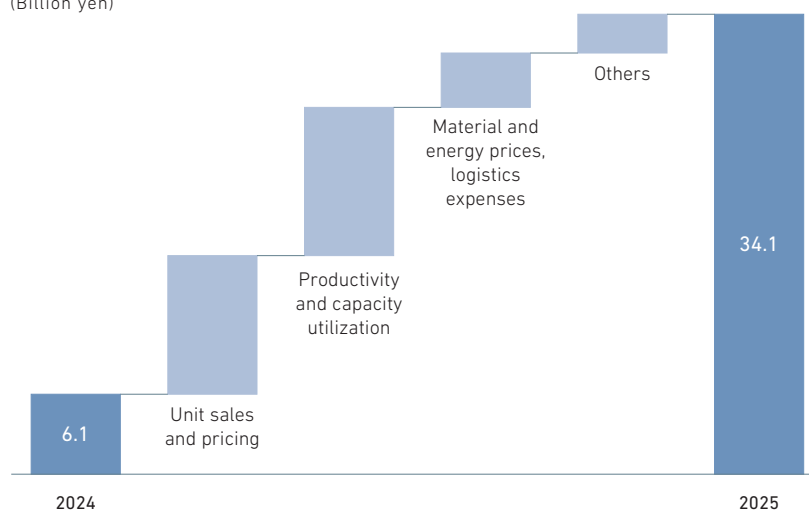 (Billion yen)
Others
Material and
energy prices,
logistics
expenses
34.1
Productivity
and capacity
utilization
Unit sales
and pricing
6.1
2024
2025